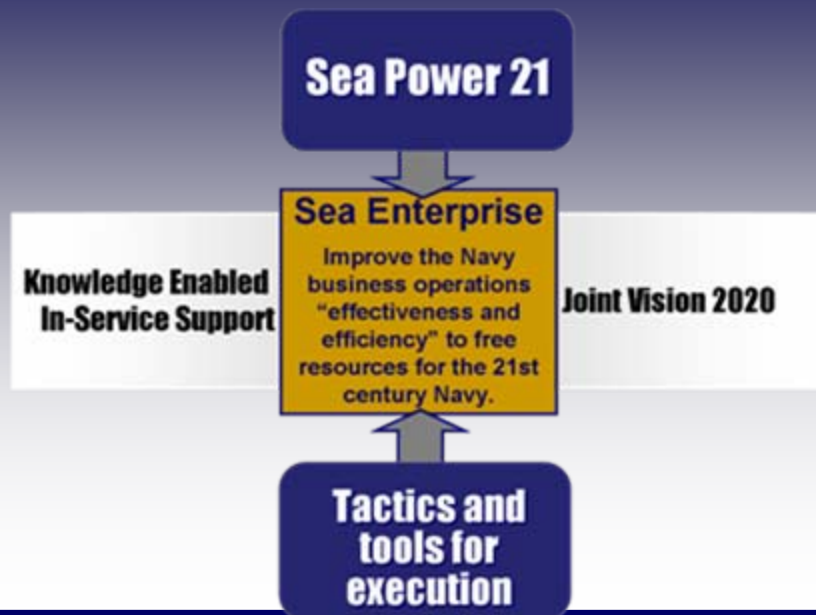 Sea Power 21
Sea Enterprise
Improve the Navy
business operations
“effectiveness and
efficiency” to free
resources for the 21st
century Navy.
Knowledge Enabled
In-Service Support
Joint Vision 2020
Tactics and
tools for
execution